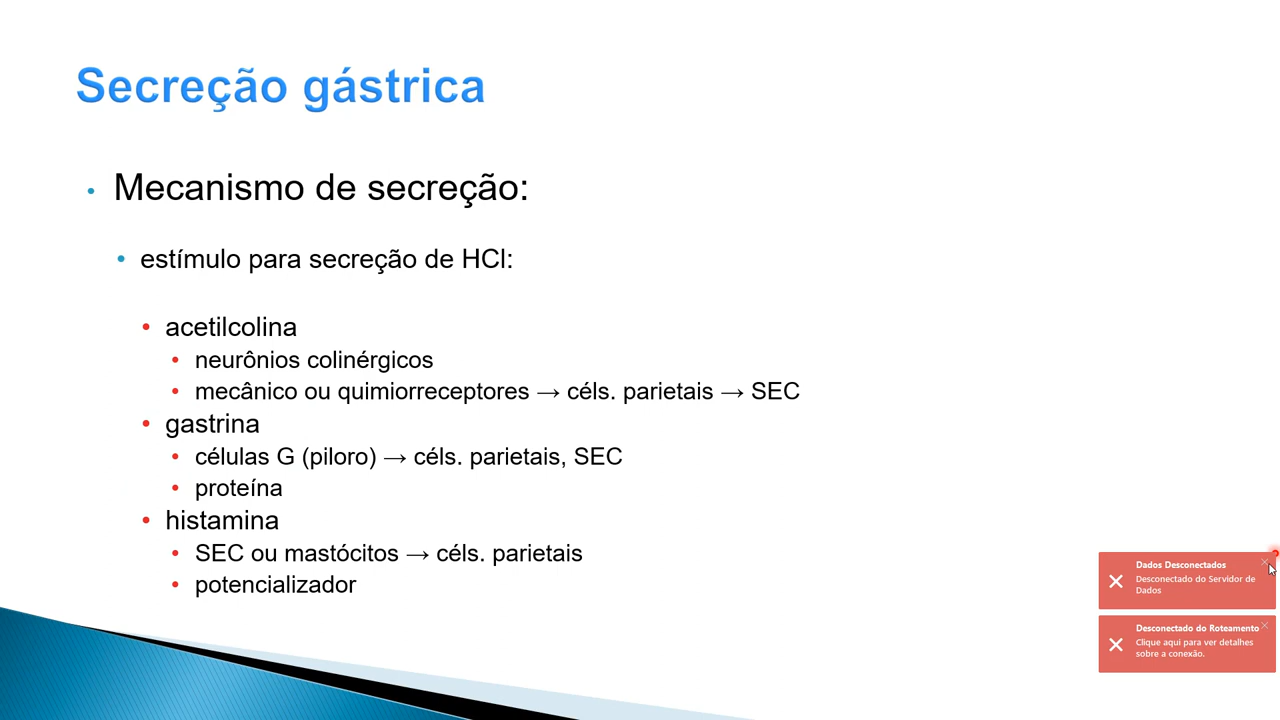 Secreção gástrica
• Mecanismo de secreção:
• estímulo para secreção de HCl:
• acetilcolina
• neurônios colinérgicos
• mecânico ou quimiorreceptores → céls. parietais → SEC
• gastrina
• células G (piloro) → céls. parietais, SEC
• proteína
• histamina
• SEC ou mastócitos → céls. parietais
• potencializador
Dados Desconectados
Desconectado do Servidor de
Dados
Desconectado do Roteamento
Clique aqui para ver detalhes
sobre a conexão.